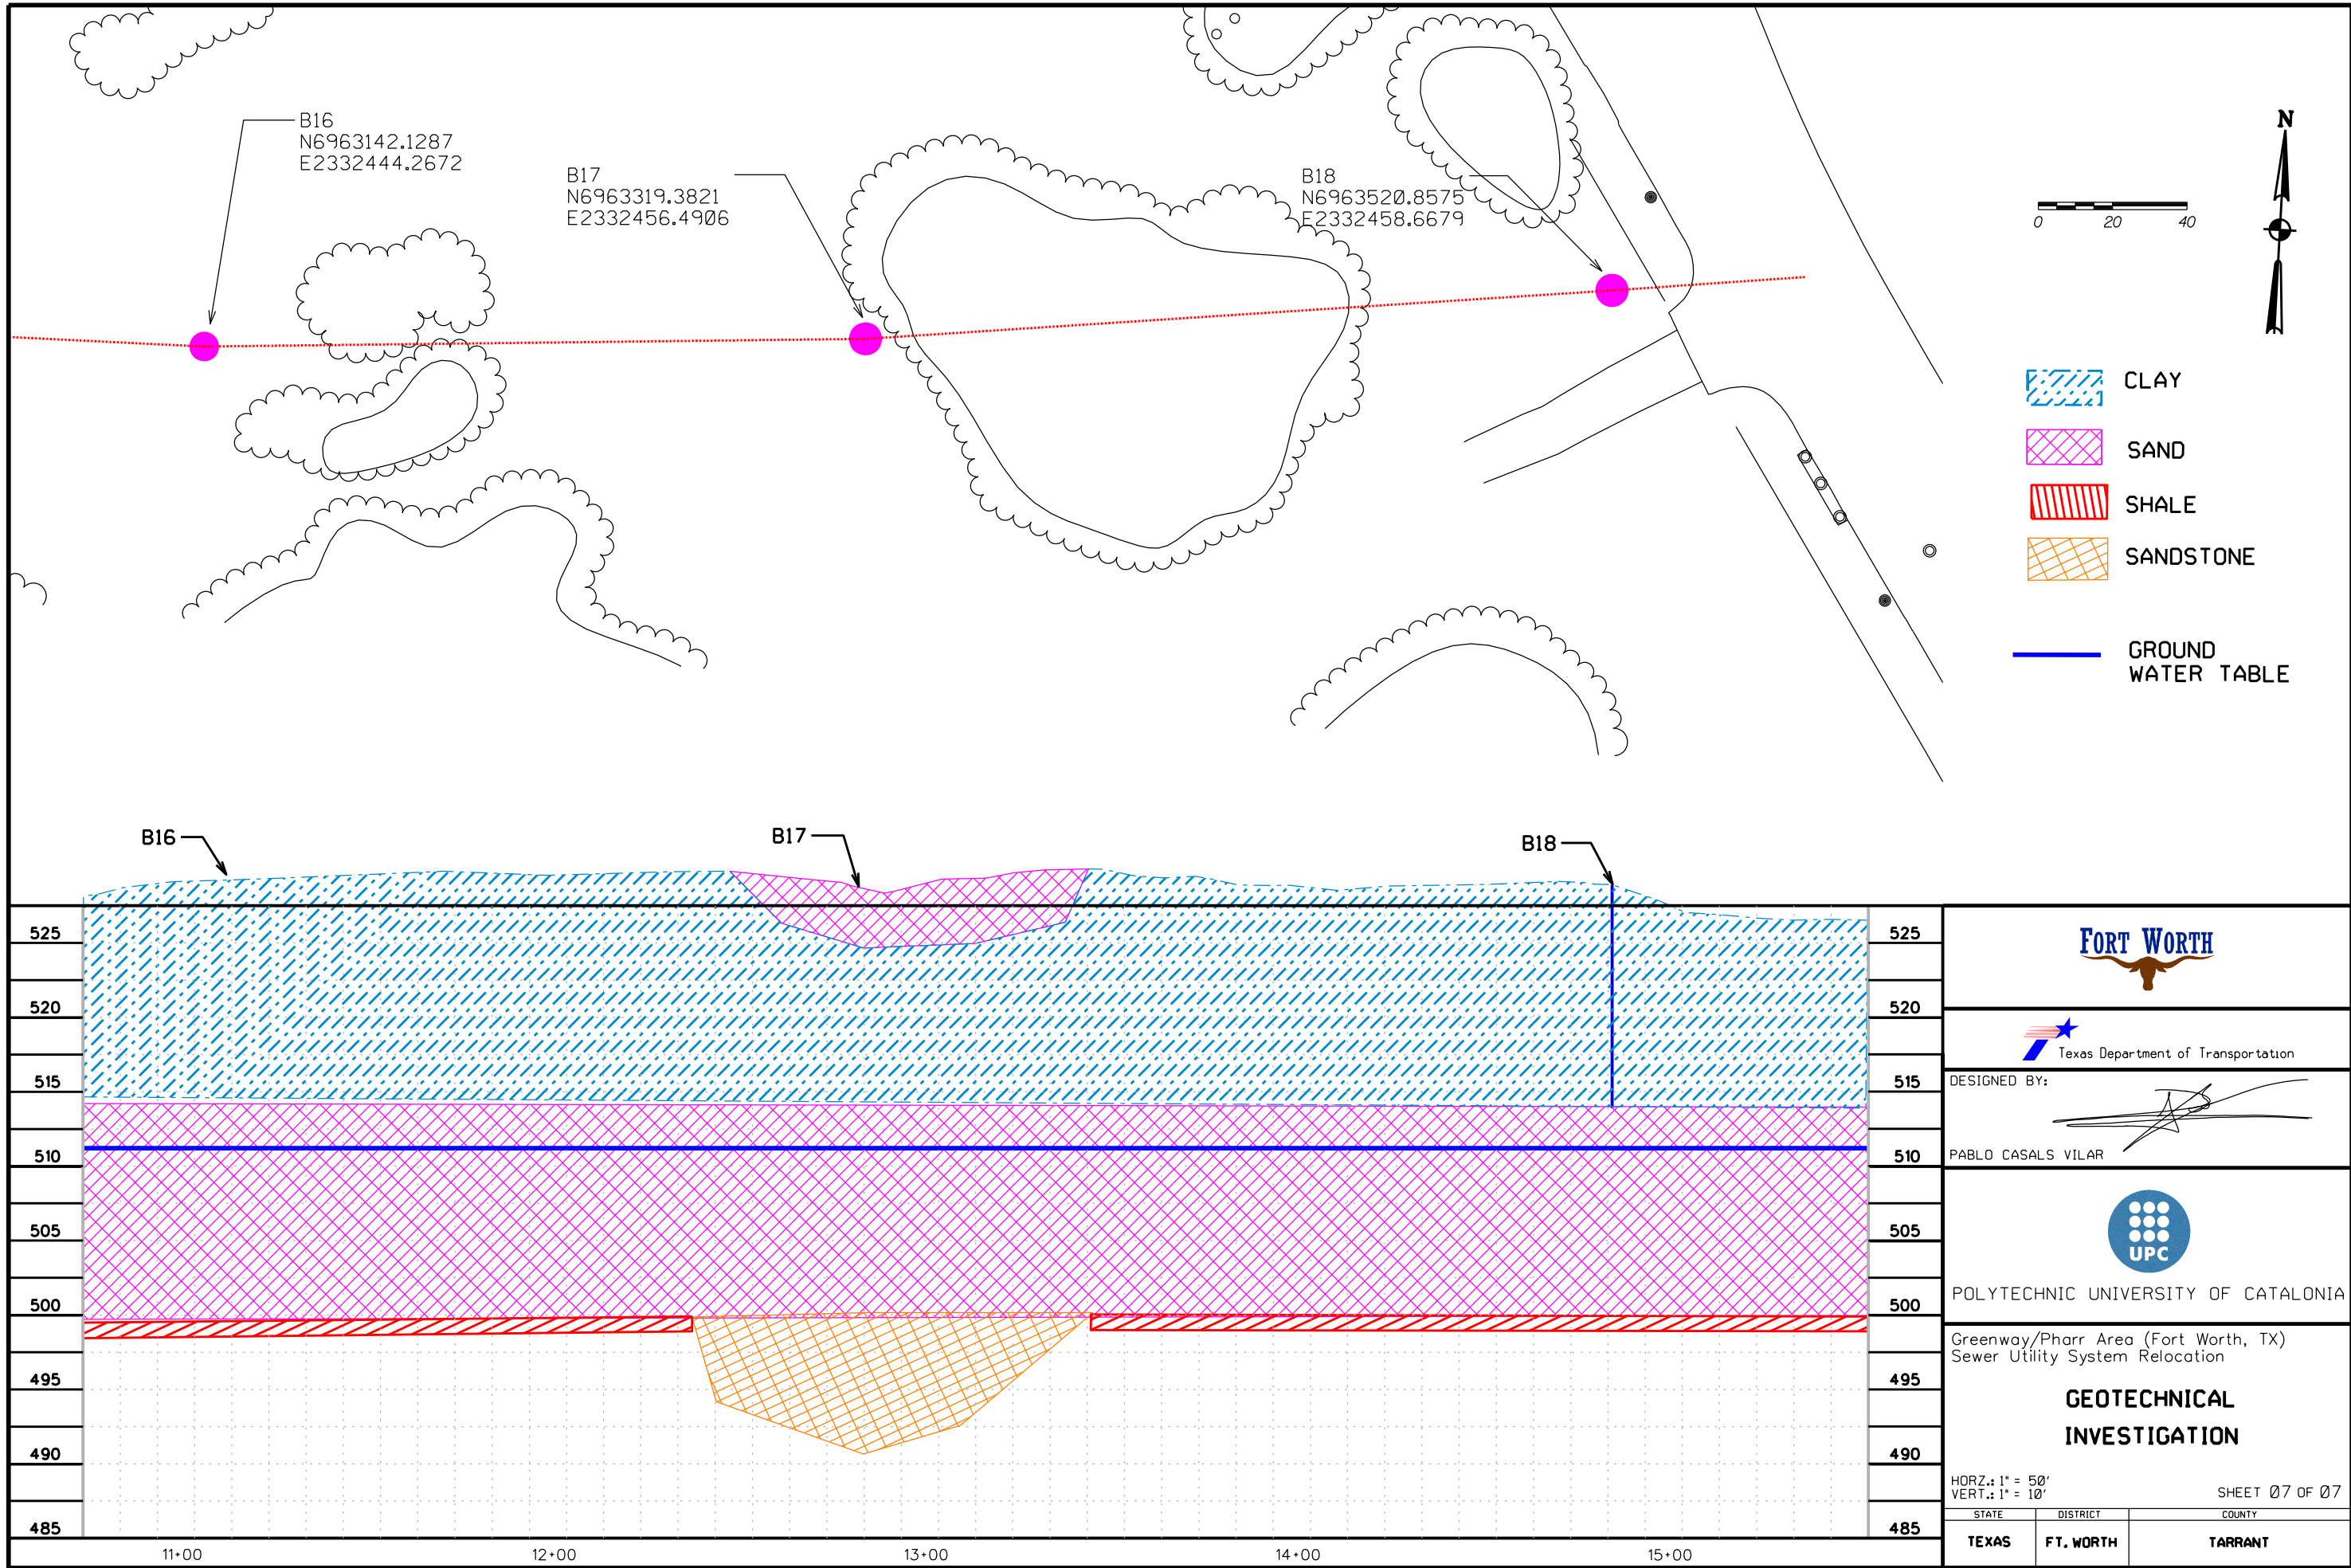 B16
N6963142.1287
E2332444.2672
B17
N6963319.3821
E2332456.4906
B18
N6963520.8575
E2332458.6679
N
0 20 40
CLAY
SAND
SHALE
SANDSTONE
GROUND
WATER TABLE
B16
B17
B18
525
520
515
510
505
500
495
490
485
525
520
515
510
505
500
495
490
485
11+00 12+00 13+00 14+00 15+00
FORT WORTH
Texas Department of Transportation
DESIGNED BY:
PABLO CASALS VILAR
UPC
POLYTECHNIC UNIVERSITY OF CATALONIA
Greenway/Pharr Area (Fort Worth, TX)
Sewer Utility System Relocation
GEOTECHNICAL
INVESTIGATION
HORZ.: 1" = 50'
VERT.: 1" = 10'
SHEET 07 OF 07
STATE DISTRICT COUNTY
TEXAS FT. WORTH TARRANT